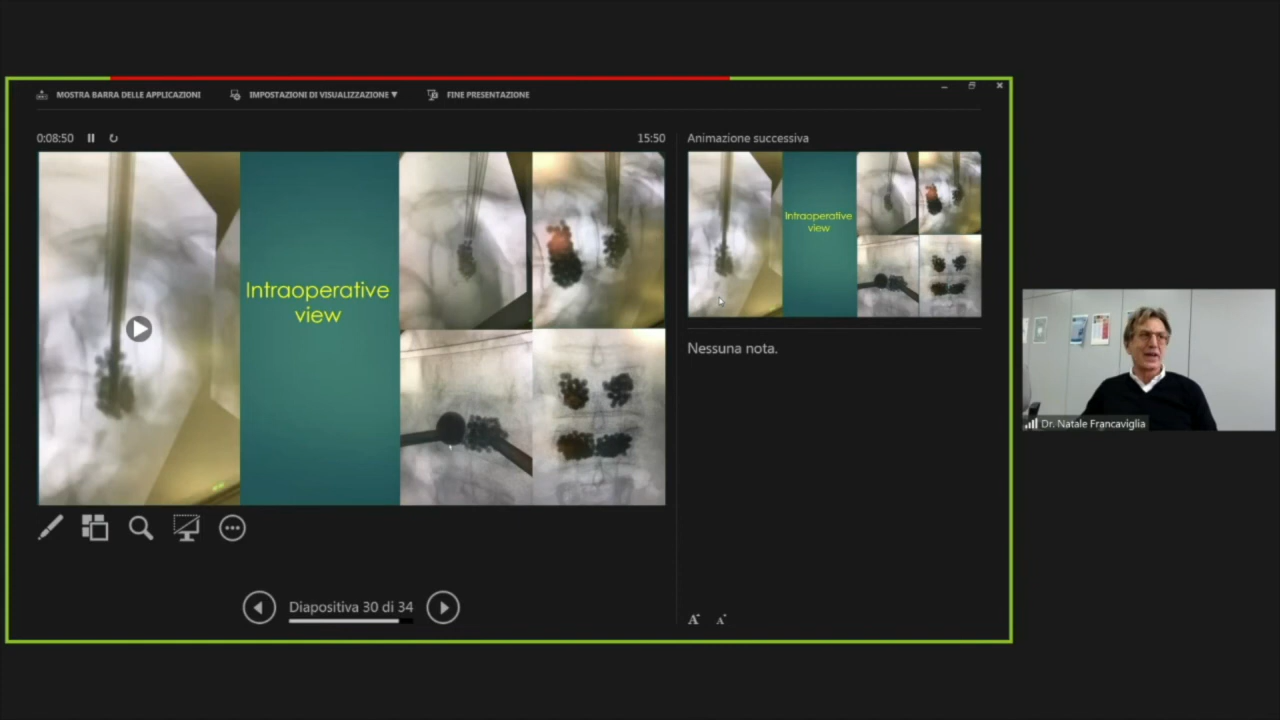 MOSTRA BARRA DELLE APPLICAZIONI
IMPOSTAZIONI DI VISUALIZZAZIONE ▼
FINE PRESENTAZIONE
0:08:50
15:50
Animazione successiva
Intraoperative
view
Intraoperative
view
Nessuna nota.
Dr. Natale Francaviglia
Diapositiva 30 di 34
A A